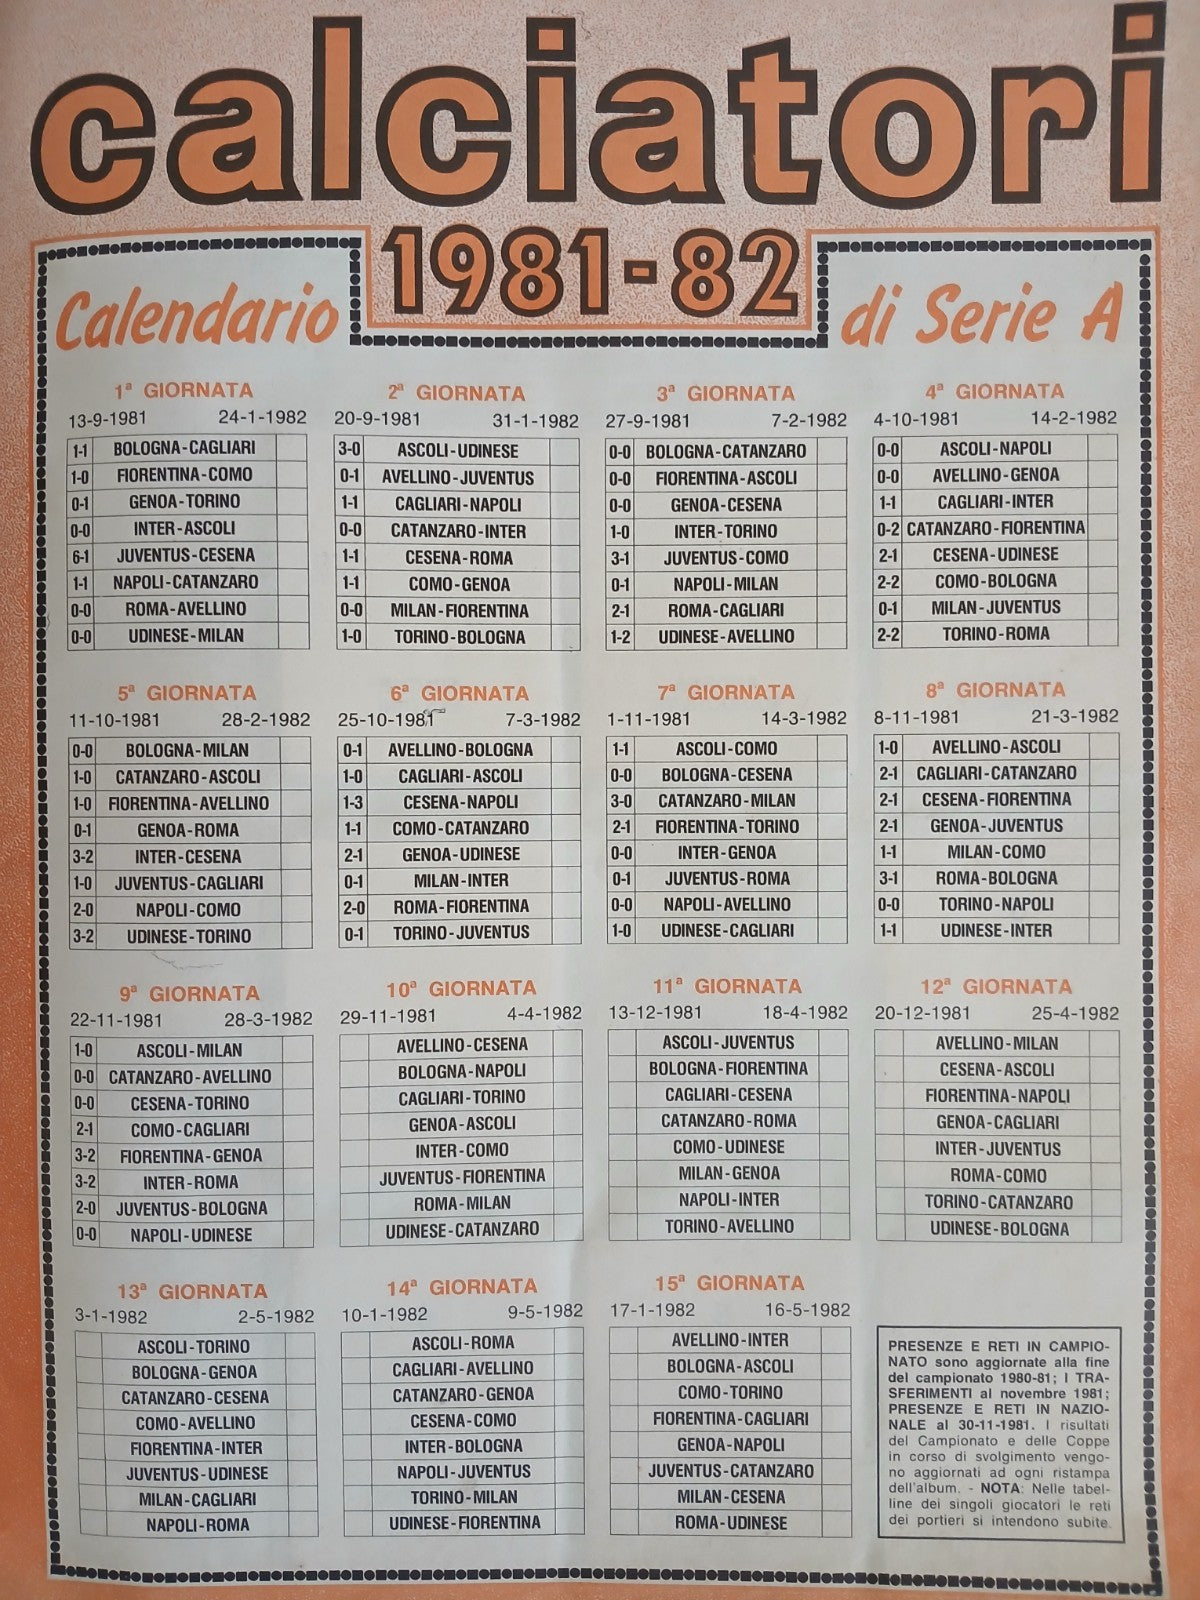 calciatori
1981-82
Calendario di Serie A
1ª GIORNATA
13-9-1981 24-1-1982
1-1 BOLOGNA-CAGLIARI
1-0 FIORENTINA-COMO
0-1 GENOA-TORINO
0-0 INTER-ASCOLI
6-1 JUVENTUS-CESENA
1-1 NAPOLI-CATANZARO
0-0 ROMA-AVELLINO
0-0 UDINESE-MILAN
2ª GIORNATA
20-9-1981 31-1-1982
3-0 ASCOLI-UDINESE
0-1 AVELLINO-JUVENTUS
1-1 CAGLIARI-NAPOLI
0-0 CATANZARO-INTER
1-1 CESENA-ROMA
1-1 COMO-GENOA
0-0 MILAN-FIORENTINA
1-0 TORINO-BOLOGNA
3ª GIORNATA
27-9-1981 7-2-1982
0-0 BOLOGNA-CATANZARO
0-0 FIORENTINA-ASCOLI
0-0 GENOA-CESENA
1-0 INTER-TORINO
3-1 JUVENTUS-COMO
0-1 NAPOLI-MILAN
2-1 ROMA-CAGLIARI
1-2 UDINESE-AVELLINO
4ª GIORNATA
4-10-1981 14-2-1982
0-0 ASCOLI-NAPOLI
0-0 AVELLINO-GENOA
1-1 CAGLIARI-INTER
0-2 CATANZARO-FIORENTINA
2-1 CESENA-UDINESE
2-2 COMO-BOLOGNA
0-1 MILAN-JUVENTUS
2-2 TORINO-ROMA
5ª GIORNATA
11-10-1981 28-2-1982
0-0 BOLOGNA-MILAN
1-0 CATANZARO-ASCOLI
1-0 FIORENTINA-AVELLINO
0-1 GENOA-ROMA
3-2 INTER-CESENA
1-0 JUVENTUS-CAGLIARI
2-0 NAPOLI-COMO
3-2 UDINESE-TORINO
6ª GIORNATA
25-10-1981 7-3-1982
0-1 AVELLINO-BOLOGNA
1-0 CAGLIARI-ASCOLI
1-3 CESENA-NAPOLI
1-1 COMO-CATANZARO
2-1 GENOA-UDINESE
0-1 MILAN-INTER
2-0 ROMA-FIORENTINA
0-1 TORINO-JUVENTUS
7ª GIORNATA
1-11-1981 14-3-1982
1-1 ASCOLI-COMO
0-0 BOLOGNA-CESENA
3-0 CATANZARO-MILAN
2-1 FIORENTINA-TORINO
0-0 INTER-GENOA
0-1 JUVENTUS-ROMA
0-0 NAPOLI-AVELLINO
1-0 UDINESE-CAGLIARI
8ª GIORNATA
8-11-1981 21-3-1982
1-0 AVELLINO-ASCOLI
2-1 CAGLIARI-CATANZARO
2-1 CESENA-FIORENTINA
2-1 GENOA-JUVENTUS
1-1 MILAN-COMO
3-1 ROMA-BOLOGNA
0-0 TORINO-NAPOLI
1-1 UDINESE-INTER
9ª GIORNATA
22-11-1981 28-3-1982
1-0 ASCOLI-MILAN
0-0 CATANZARO-AVELLINO
0-0 CESENA-TORINO
2-1 COMO-CAGLIARI
3-2 FIORENTINA-GENOA
3-2 INTER-ROMA
2-0 JUVENTUS-BOLOGNA
0-0 NAPOLI-UDINESE
10ª GIORNATA
29-11-1981 4-4-1982
AVELLINO-CESENA
BOLOGNA-NAPOLI
CAGLIARI-TORINO
GENOA-ASCOLI
INTER-COMO
JUVENTUS-FIORENTINA
ROMA-MILAN
UDINESE-CATANZARO
11ª GIORNATA
13-12-1981 18-4-1982
ASCOLI-JUVENTUS
BOLOGNA-FIORENTINA
CAGLIARI-CESENA
CATANZARO-ROMA
COMO-UDINESE
MILAN-GENOA
NAPOLI-INTER
TORINO-AVELLINO
12ª GIORNATA
20-12-1981 25-4-1982
AVELLINO-MILAN
CESENA-ASCOLI
FIORENTINA-NAPOLI
GENOA-CAGLIARI
INTER-JUVENTUS
ROMA-COMO
TORINO-CATANZARO
UDINESE-BOLOGNA
13ª GIORNATA
3-1-1982 2-5-1982
ASCOLI-TORINO
BOLOGNA-GENOA
CATANZARO-CESENA
COMO-AVELLINO
FIORENTINA-INTER
JUVENTUS-UDINESE
MILAN-CAGLIARI
NAPOLI-ROMA
14ª GIORNATA
10-1-1982 9-5-1982
ASCOLI-ROMA
CAGLIARI-AVELLINO
CATANZARO-GENOA
CESENA-COMO
INTER-BOLOGNA
NAPOLI-JUVENTUS
TORINO-MILAN
UDINESE-FIORENTINA
15ª GIORNATA
17-1-1982 16-5-1982
AVELLINO-INTER
BOLOGNA-ASCOLI
COMO-TORINO
FIORENTINA-CAGLIARI
GENOA-NAPOLI
JUVENTUS-CATANZARO
MILAN-CESENA
ROMA-UDINESE
PRESENZE E RETI IN CAMPIO-
NATO sono aggiornate alla fine
del campionato 1980-81; I TRA-
SFERIMENTI al novembre 1981;
PRESENZE E RETI IN NAZIO-
NALE al 30-11-1981. I risultati
del Campionato e delle Coppe
in corso di svolgimento vengo-
no aggiornati ad ogni ristampa
dell'album. - NOTA: Nelle tabel-
line dei singoli giocatori le reti
dei portieri si intendono subite.